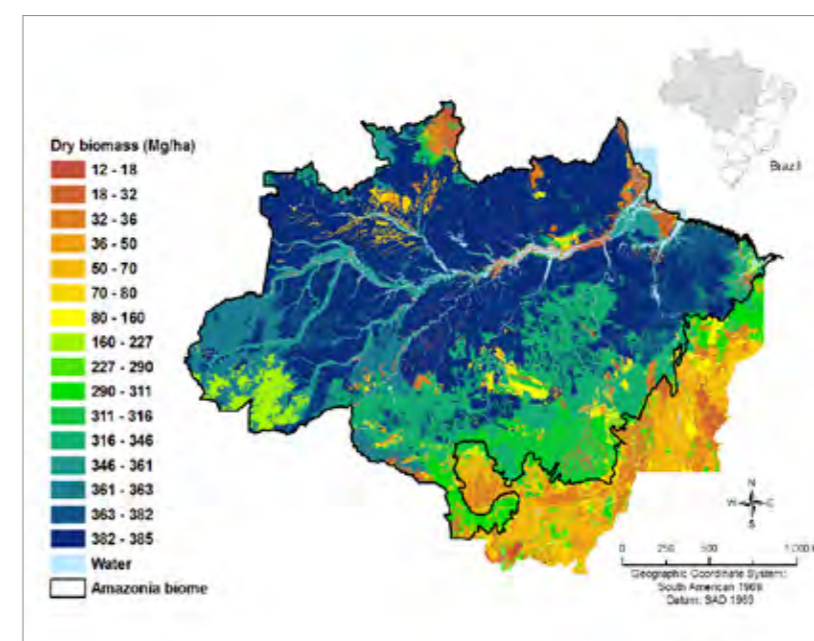 Brazil
Dry biomass (Mg/ha)
12 - 18
18 - 32
32 - 36
36 - 50
50 - 70
70 - 80
80 - 160
160 - 227
227 - 290
290 - 311
311 - 316
316 - 346
346 - 361
361 - 363
363 - 382
382 - 385
Water
Amazonia biome
N
W E
S
0 250 500 1,000
Geographic Coordinate System:
South American 1969
Datum: SAD 1969